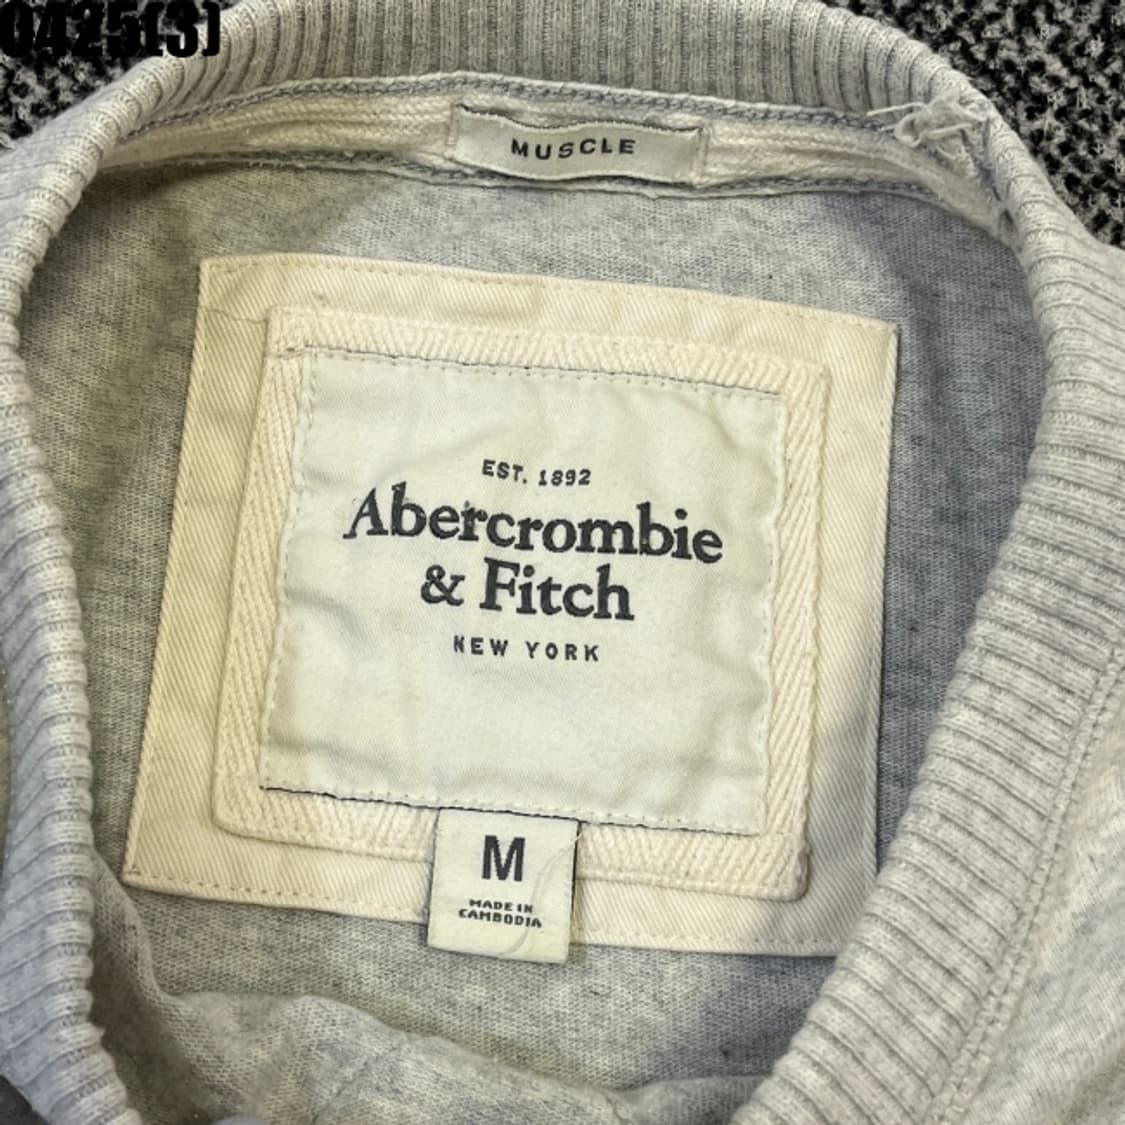 0425(3)
MUSCLE
EST. 1892
Abercrombie
& Fitch
NEW YORK
M
MADE IN
CAMBODIA